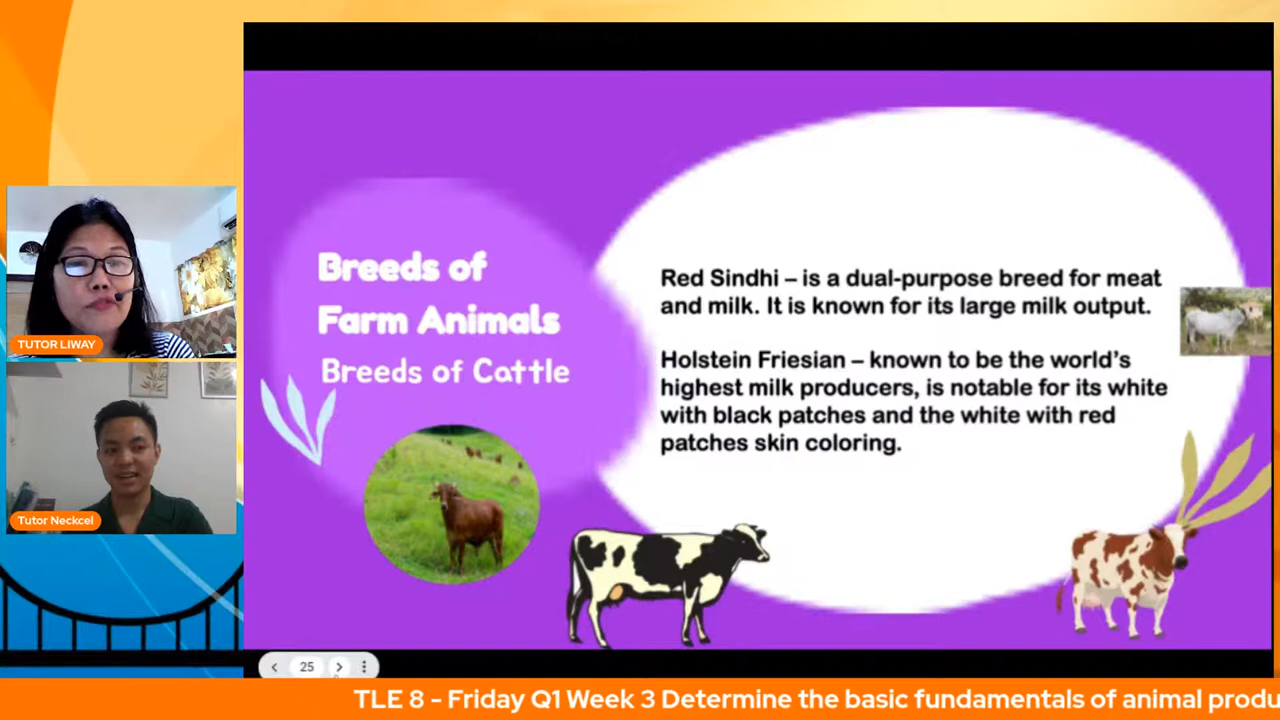 TUTOR LIWAY
Tutor Neckcel
Breeds of
Farm Animals
Breeds of Cattle
Red Sindhi – is a dual-purpose breed for meat
and milk. It is known for its large milk output.
Holstein Friesian – known to be the world's
highest milk producers, is notable for its white
with black patches and the white with red
patches skin coloring.
25
TLE 8 - Friday Q1 Week 3 Determine the basic fundamentals of animal produ